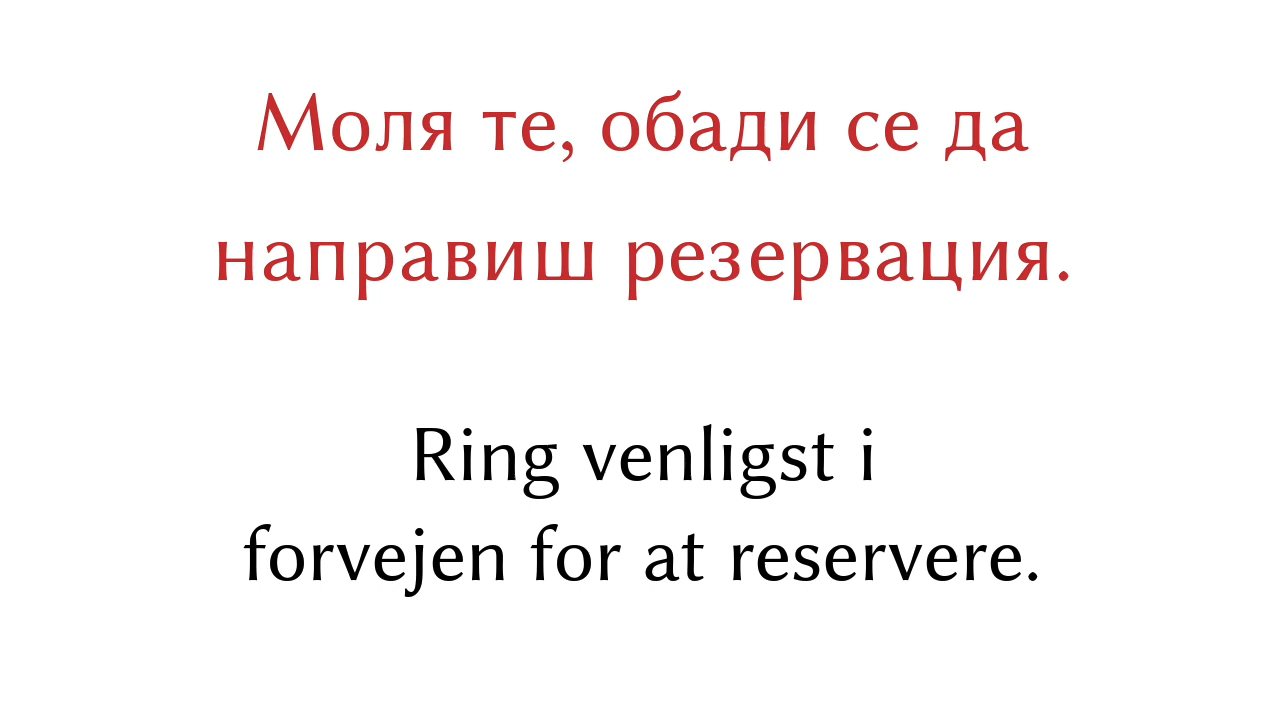 Моля те, обади се да
направиш резервация.
Ring venligst i
forvejen for at reservere.